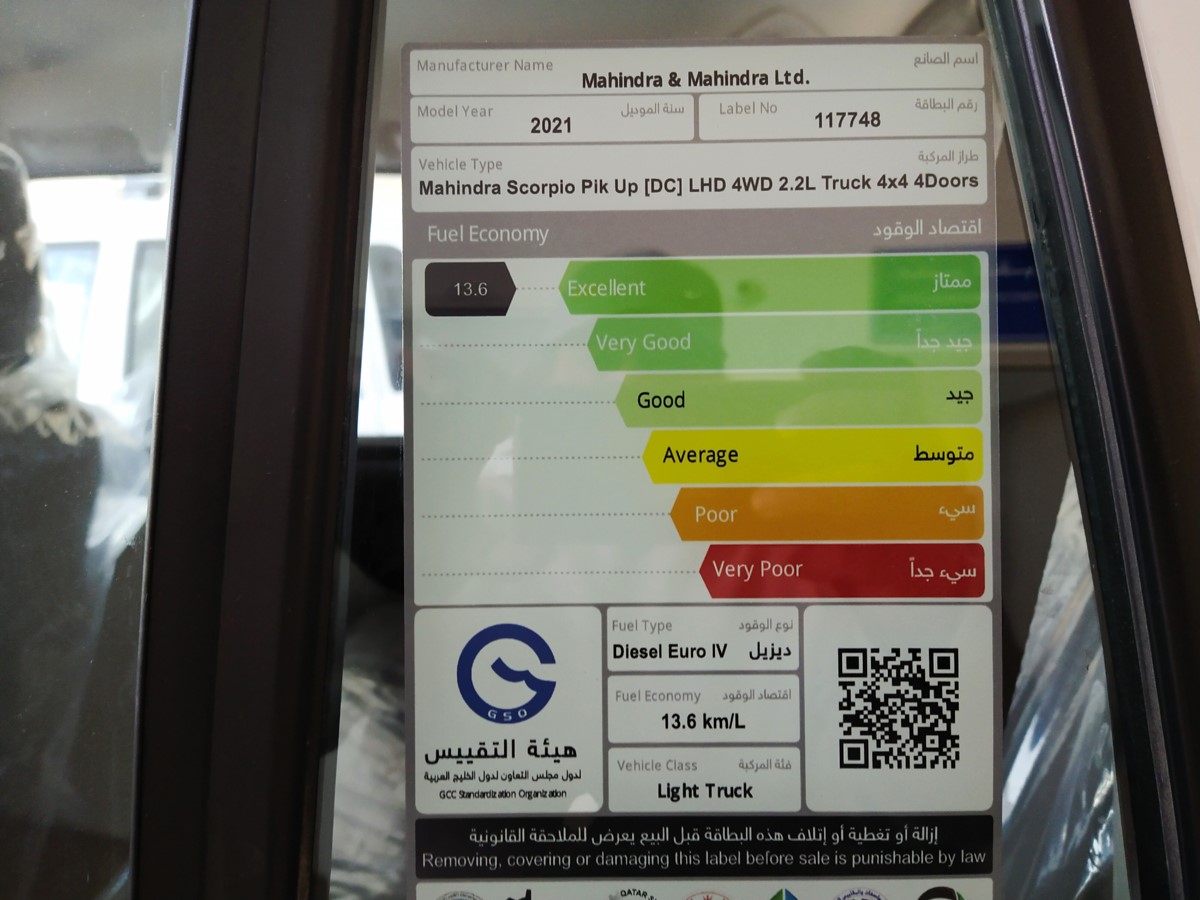 Manufacturer Name اسم الصانع
Mahindra & Mahindra Ltd.
Model Year سنة الموديل
2021
Label No رقم البطاقة
117748
Vehicle Type طراز المركبة
Mahindra Scorpio Pik Up [DC] LHD 4WD 2.2L Truck 4x4 4Doors
Fuel Economy اقتصاد الوقود
13.6 Excellent ممتاز
Very Good جيد جداً
Good جيد
Average متوسط
Poor سيء
Very Poor سيء جداً
GSO
هيئة التقييس
لدول مجلس التعاون لدول الخليج العربية
GCC Standardization Organization
Fuel Type نوع الوقود
Diesel Euro IV ديزيل
Fuel Economy اقتصاد الوقود
13.6 km/L
Vehicle Class فئة المركبة
Light Truck
إزالة أو تغطية أو إتلاف هذه البطاقة قبل البيع يعرض للملاحقة القانونية
Removing, covering or damaging this label before sale is punishable by law
QATAR